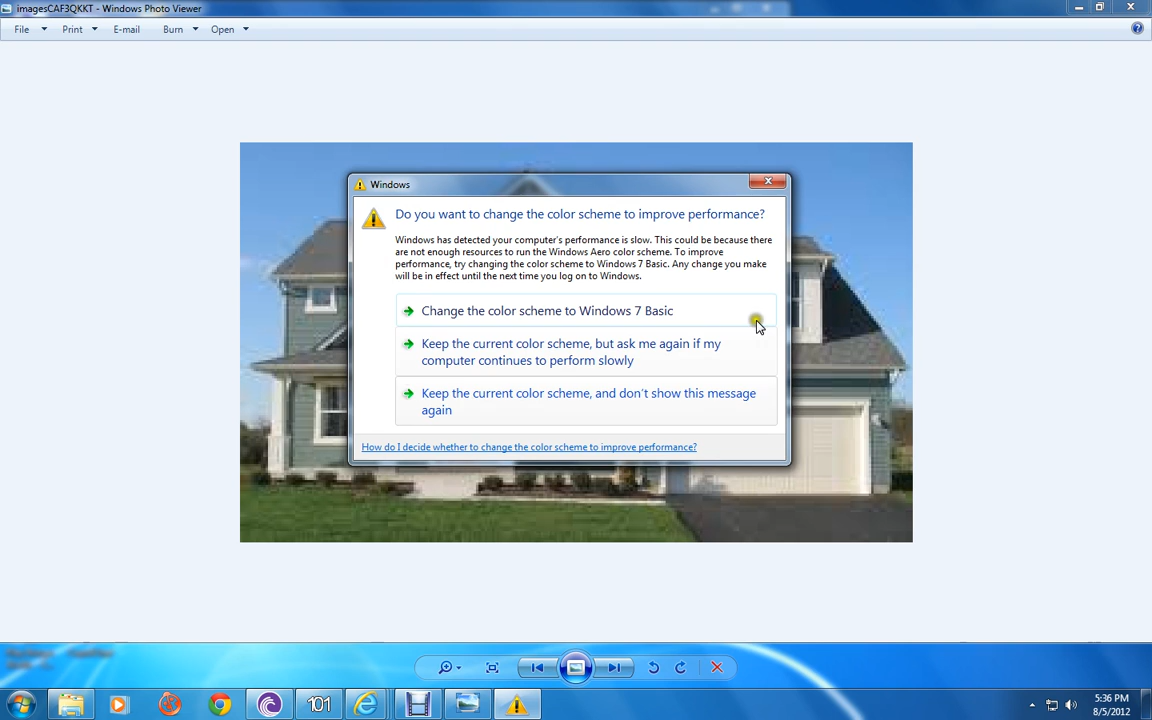 imagesCAF3QKKT - Windows Photo Viewer
File Print E-mail Burn Open
Windows
Do you want to change the color scheme to improve performance?
Windows has detected your computer's performance is slow. This could be because there
are not enough resources to run the Windows Aero color scheme. To improve
performance, try changing the color scheme to Windows 7 Basic. Any change you make
will be in effect until the next time you log on to Windows.
Change the color scheme to Windows 7 Basic
Keep the current color scheme, but ask me again if my
computer continues to perform slowly
Keep the current color scheme, and don't show this message
again
How do I decide whether to change the color scheme to improve performance?
101
5:36 PM
8/5/2012